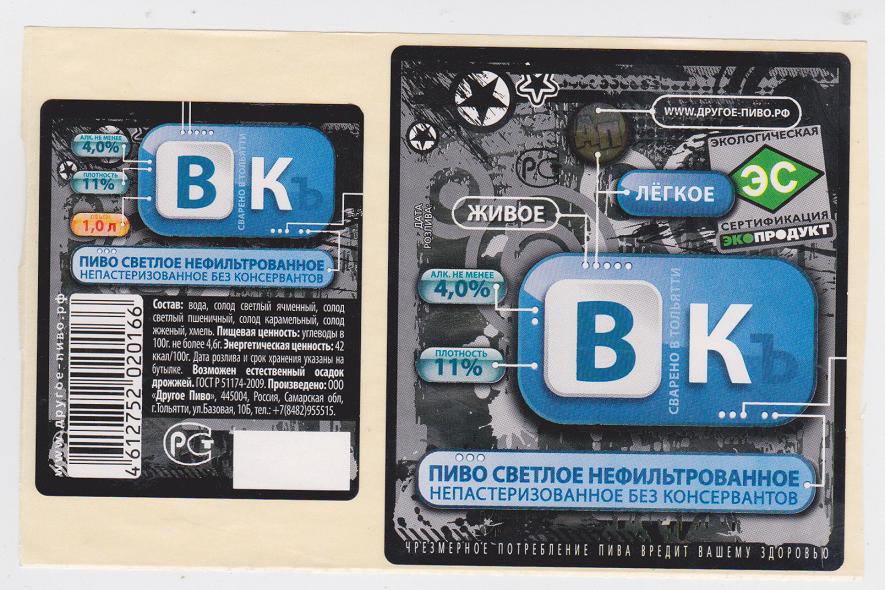 АЛК. НЕ МЕНЕЕ
4,0%
ПЛОТНОСТЬ
11%
ОБЪЕМ
1,0 л
В К Ъ
СВАРЕНО В ТОЛЬЯТТИ
ПИВО СВЕТЛОЕ НЕФИЛЬТРОВАННОЕ
НЕПАСТЕРИЗОВАННОЕ БЕЗ КОНСЕРВАНТОВ
www.другое-пиво.рф
4 612752 020166
Состав: вода, солод светлый ячменный, солод
светлый пшеничный, солод карамельный, солод
жженый, хмель. Пищевая ценность: углеводы в
100г. не более 4,6г. Энергетическая ценность: 42
ккал/100г. Дата розлива и срок хранения указаны на
бутылке. Возможен естественный осадок
дрожжей. ГОСТ Р 51174-2009. Произведено: ООО
«Другое Пиво», 445004, Россия, Самарская обл,
г.Тольятти, ул.Базовая, 10Б, тел.: +7(8482)955515.
РСТ
WWW.ДРУГОЕ-ПИВО.РФ
АП
РСТ
ЭКОЛОГИЧЕСКАЯ
ЭС
СЕРТИФИКАЦИЯ
ЭКОПРОДУКТ
ЛЁГКОЕ
ДАТА
РОЗЛИВА:
ЖИВОЕ
АЛК. НЕ МЕНЕЕ
4,0%
ПЛОТНОСТЬ
11%
В К Ъ
СВАРЕНО В ТОЛЬЯТТИ
ПИВО СВЕТЛОЕ НЕФИЛЬТРОВАННОЕ
НЕПАСТЕРИЗОВАННОЕ БЕЗ КОНСЕРВАНТОВ
ЧРЕЗМЕРНОЕ ПОТРЕБЛЕНИЕ ПИВА ВРЕДИТ ВАШЕМУ ЗДОРОВЬЮ